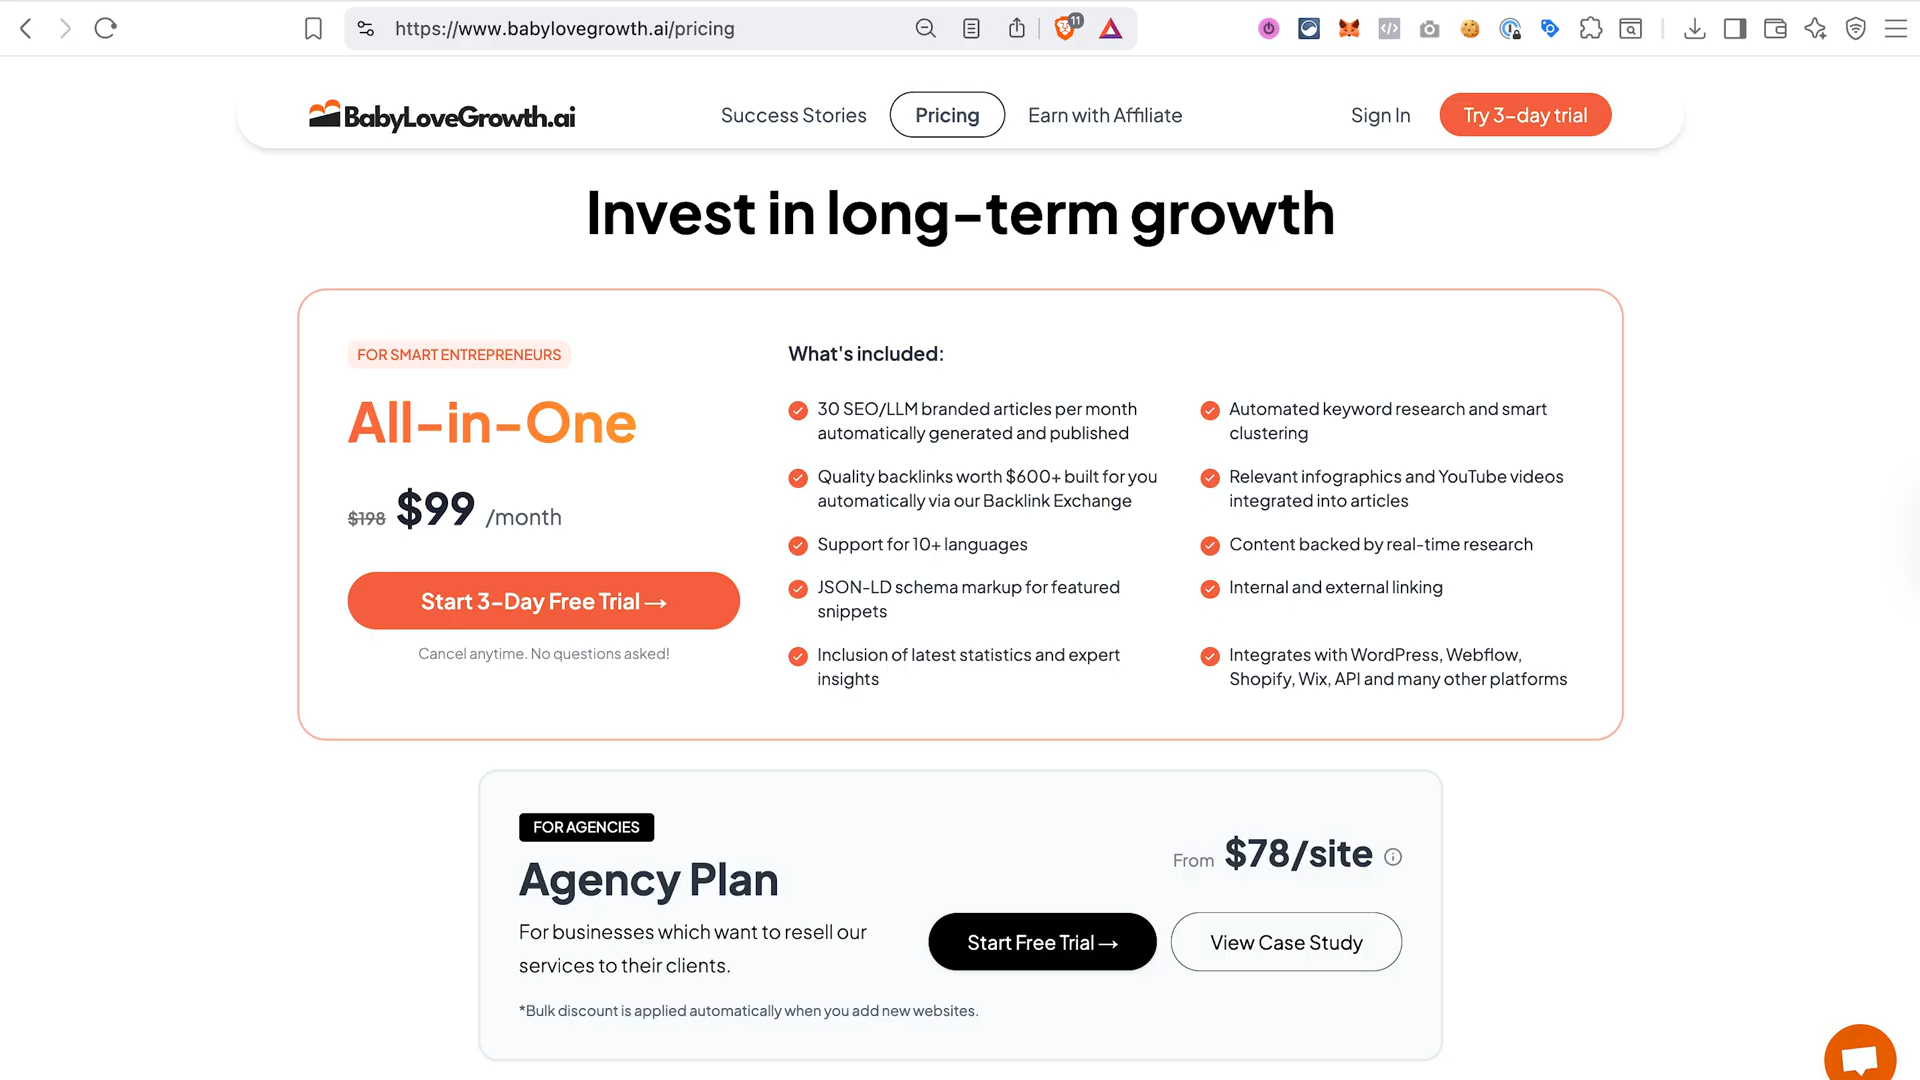 https://www.babylovegrowth.ai/pricing
11
BabyLoveGrowth.ai
Success Stories
Pricing
Earn with Affiliate
Sign In
Try 3-day trial
Invest in long-term growth
FOR SMART ENTREPRENEURS
All-in-One
$198 $99 /month
Start 3-Day Free Trial →
Cancel anytime. No questions asked!
What's included:
30 SEO/LLM branded articles per month
automatically generated and published
Quality backlinks worth $600+ built for you
automatically via our Backlink Exchange
Support for 10+ languages
JSON-LD schema markup for featured
snippets
Inclusion of latest statistics and expert
insights
Automated keyword research and smart
clustering
Relevant infographics and YouTube videos
integrated into articles
Content backed by real-time research
Internal and external linking
Integrates with WordPress, Webflow,
Shopify, Wix, API and many other platforms
FOR AGENCIES
Agency Plan
For businesses which want to resell our
services to their clients.
From $78/site
Start Free Trial →
View Case Study
*Bulk discount is applied automatically when you add new websites.